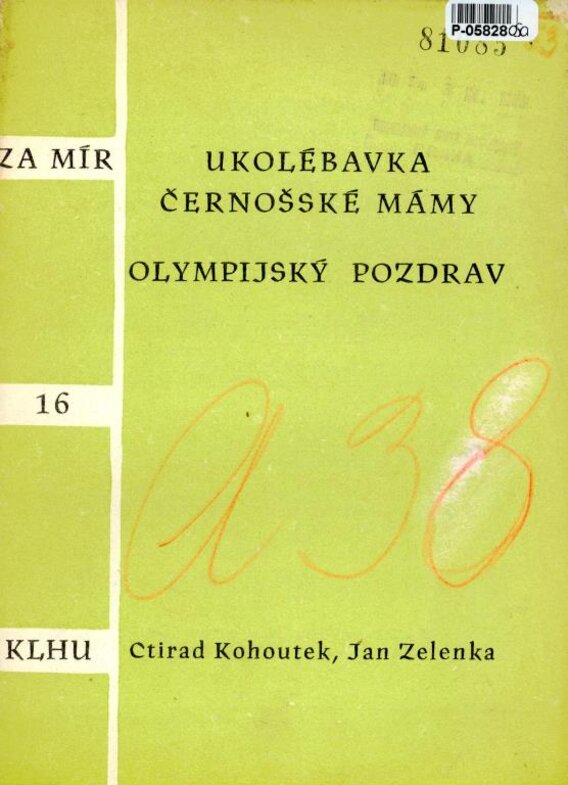 P-05828
81085
ZA MÍR
UKOLÉBAVKA
ČERNOŠSKÉ MÁMY
OLYMPIJSKÝ POZDRAV
16
a 38
KLHU
Ctirad Kohoutek, Jan Zelenka